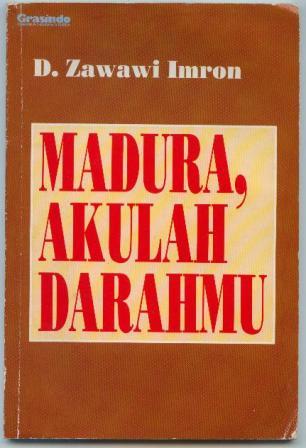 Grasindo
D. Zawawi Imron
MADURA,
AKULAH
DARAHMU